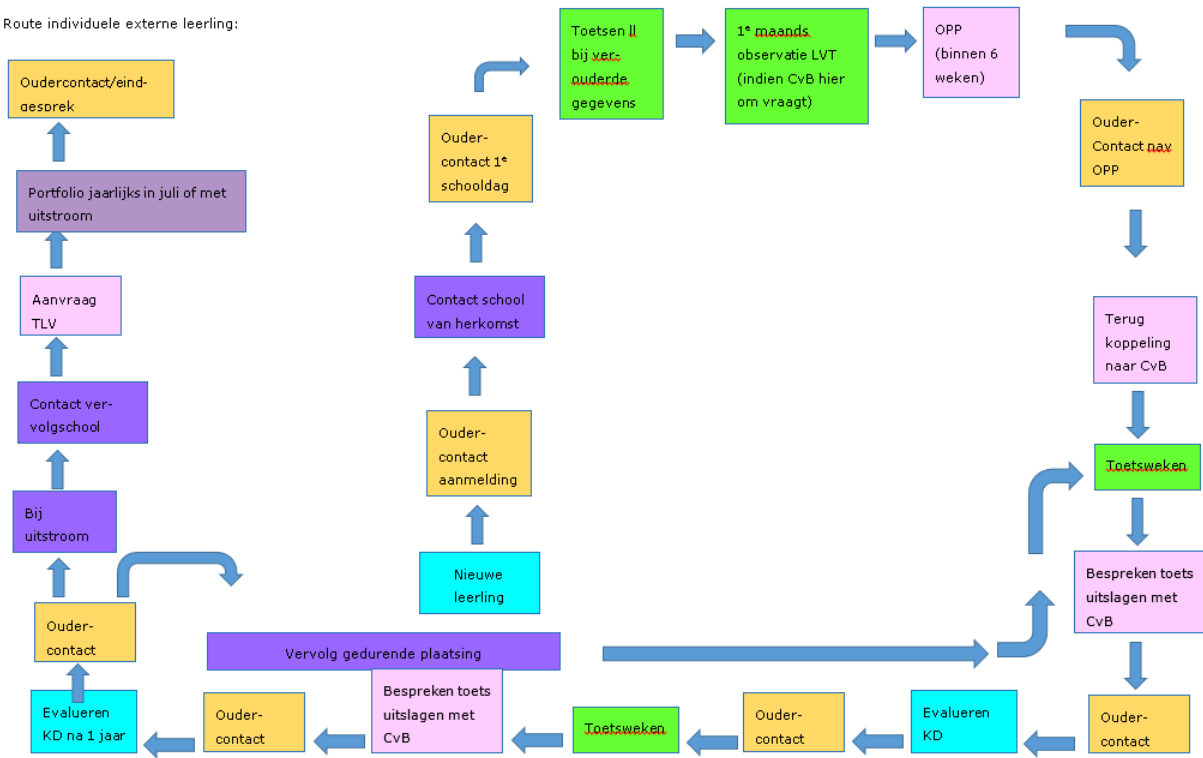 Route individuele externe leerling:
Oudercontact/eind-
gesprek
Portfolio jaarlijks in juli of met
uitstroom
Aanvraag
TLV
Contact ver-
volgschool
Bij
uitstroom
Ouder-
contact
Evalueren
KD na 1 jaar
Toetsen ll
bij ver-
ouderde
gegevens
1e maands
observatie LVT
(indien CvB hier
om vraagt)
OPP
(binnen 6
weken)
Ouder-
contact 1e
schooldag
Contact school
van herkomst
Ouder-
contact
aanmelding
Nieuwe
leerling
Ouder-
Contact nav
OPP
Terug
koppeling
naar CvB
Toetsweken
Bespreken toets
uitslagen met
CvB
Ouder-
contact
Vervolg gedurende plaatsing
Ouder-
contact
Bespreken toets
uitslagen met
CvB
Toetsweken
Ouder-
contact
Evalueren
KD